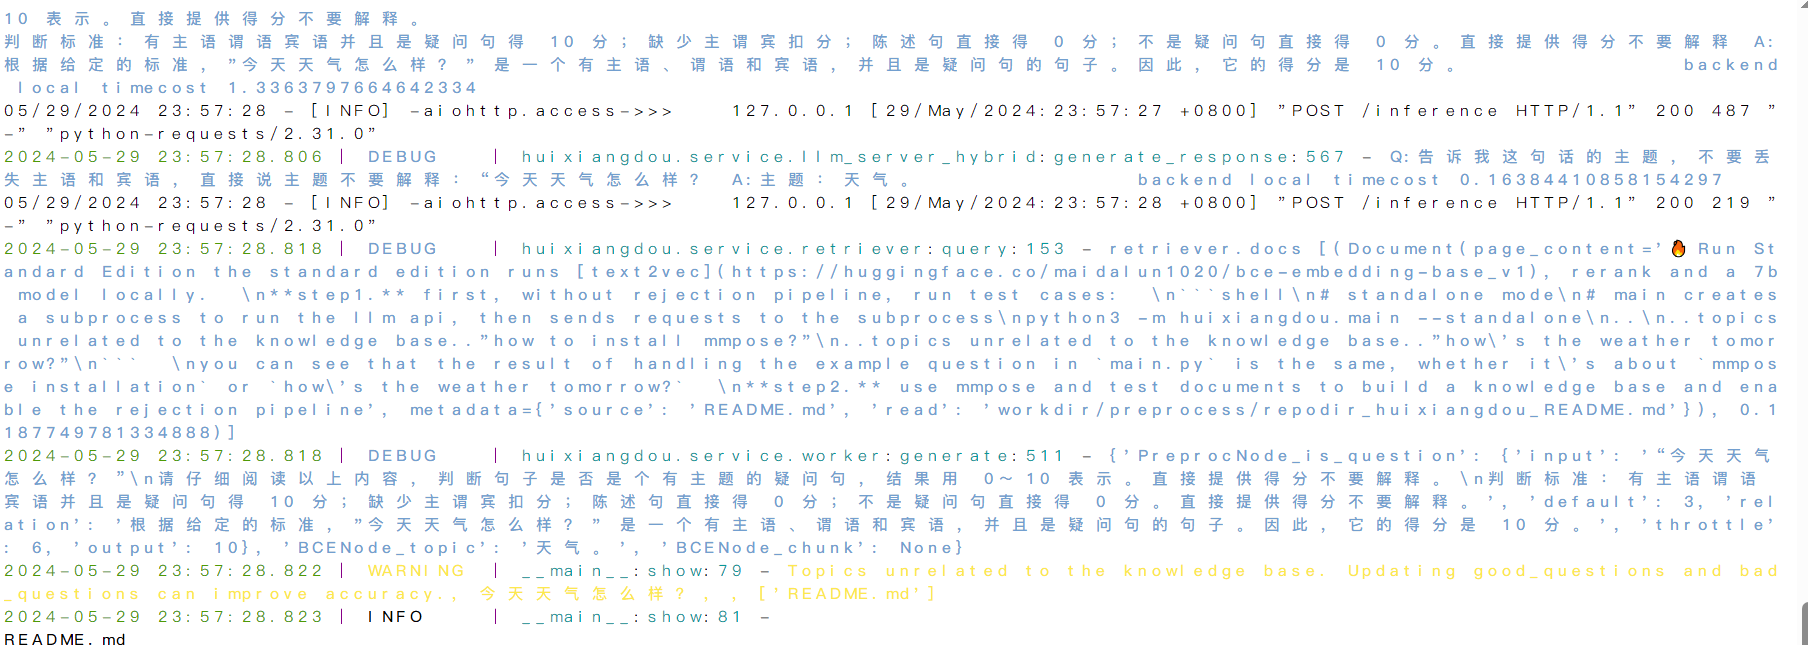 10 表示。直接提供得分不要解释。
判断标准：有主语谓语宾语并且是疑问句得 10 分；缺少主谓宾扣分；陈述句直接得 0 分；不是疑问句直接得 0 分。直接提供得分不要解释 A:
根据给定的标准，"今天天气怎么样？" 是一个有主语、谓语和宾语，并且是疑问句的句子。因此，它的得分是 10 分。 backend
local timecost 1.3363797664642334
05/29/2024 23:57:28 - [INFO] -aiohttp.access->>> 127.0.0.1 [29/May/2024:23:57:27 +0800] "POST /inference HTTP/1.1" 200 487 "
-" "python-requests/2.31.0"
2024-05-29 23:57:28.806 | DEBUG | huixiangdou.service.llm_server_hybrid:generate_response:567 - Q:告诉我这句话的主题，不要丢
失主语和宾语，直接说主题不要解释：“今天天气怎么样？ A:主题：天气。 backend local timecost 0.16384410858154297
05/29/2024 23:57:28 - [INFO] -aiohttp.access->>> 127.0.0.1 [29/May/2024:23:57:28 +0800] "POST /inference HTTP/1.1" 200 219 "
-" "python-requests/2.31.0"
2024-05-29 23:57:28.818 | DEBUG | huixiangdou.service.retriever:query:153 - retriever.docs [(Document(page_content='🔥 Run St
andard Edition the standard edition runs [text2vec](https://huggingface.co/maidalun1020/bce-embedding-base_v1), rerank and a 7b
model locally. \n**step1.** first, without rejection pipeline, run test cases: \n```shell\n# standalone mode\n# main creates
a subprocess to run the llm api, then sends requests to the subprocess\npython3 -m huixiangdou.main --standalone\n..\n..topics
unrelated to the knowledge base.."how to install mmpose?"\n..topics unrelated to the knowledge base.."how\'s the weather tomor
row?"\n``` \nyou can see that the result of handling the example question in `main.py` is the same, whether it\'s about `mmpos
e installation` or `how\'s the weather tomorrow?` \n**step2.** use mmpose and test documents to build a knowledge base and ena
ble the rejection pipeline', metadata={'source': 'README.md', 'read': 'workdir/preprocess/repodir_huixiangdou_README.md'}), 0.1
187749781334888)]
2024-05-29 23:57:28.818 | DEBUG | huixiangdou.service.worker:generate:511 - {'PreprocNode_is_question': {'input': '“今天天气
怎么样？”\n请仔细阅读以上内容，判断句子是否是个有主题的疑问句，结果用 0～10 表示。直接提供得分不要解释。\n判断标准：有主语谓语
宾语并且是疑问句得 10 分；缺少主谓宾扣分；陈述句直接得 0 分；不是疑问句直接得 0 分。直接提供得分不要解释。', 'default': 3, 'rel
ation': '根据给定的标准，"今天天气怎么样？" 是一个有主语、谓语和宾语，并且是疑问句的句子。因此，它的得分是 10 分。', 'throttle'
: 6, 'output': 10}, 'BCENode_topic': '天气。', 'BCENode_chunk': None}
2024-05-29 23:57:28.822 | WARNING | __main__:show:79 - Topics unrelated to the knowledge base. Updating good_questions and bad
_questions can improve accuracy., 今天天气怎么样？, , ['README.md']
2024-05-29 23:57:28.823 | INFO | __main__:show:81 -
README.md